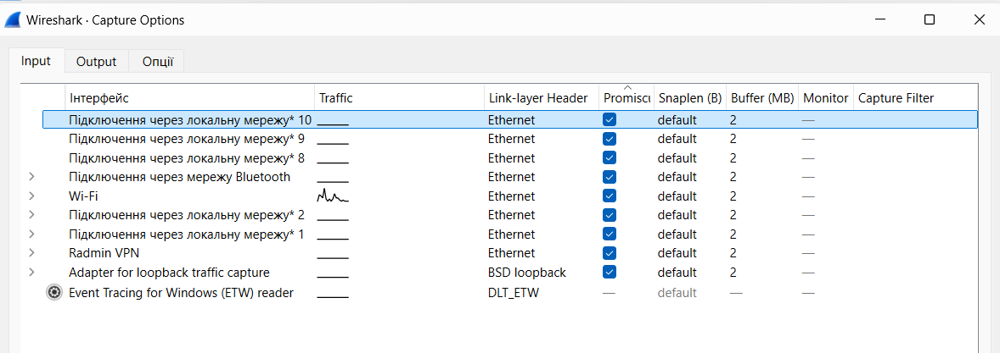 Wireshark · Capture Options
Input Output Опції
Інтерфейс Traffic Link-layer Header Promiscu Snaplen (B) Buffer (MB) Monitor Capture Filter
Підключення через локальну мережу* 10 Ethernet default 2 —
Підключення через локальну мережу* 9 Ethernet default 2 —
Підключення через локальну мережу* 8 Ethernet default 2 —
Підключення через мережу Bluetooth Ethernet default 2 —
Wi-Fi Ethernet default 2 —
Підключення через локальну мережу* 2 Ethernet default 2 —
Підключення через локальну мережу* 1 Ethernet default 2 —
Radmin VPN Ethernet default 2 —
Adapter for loopback traffic capture BSD loopback default 2 —
Event Tracing for Windows (ETW) reader DLT_ETW — default — —